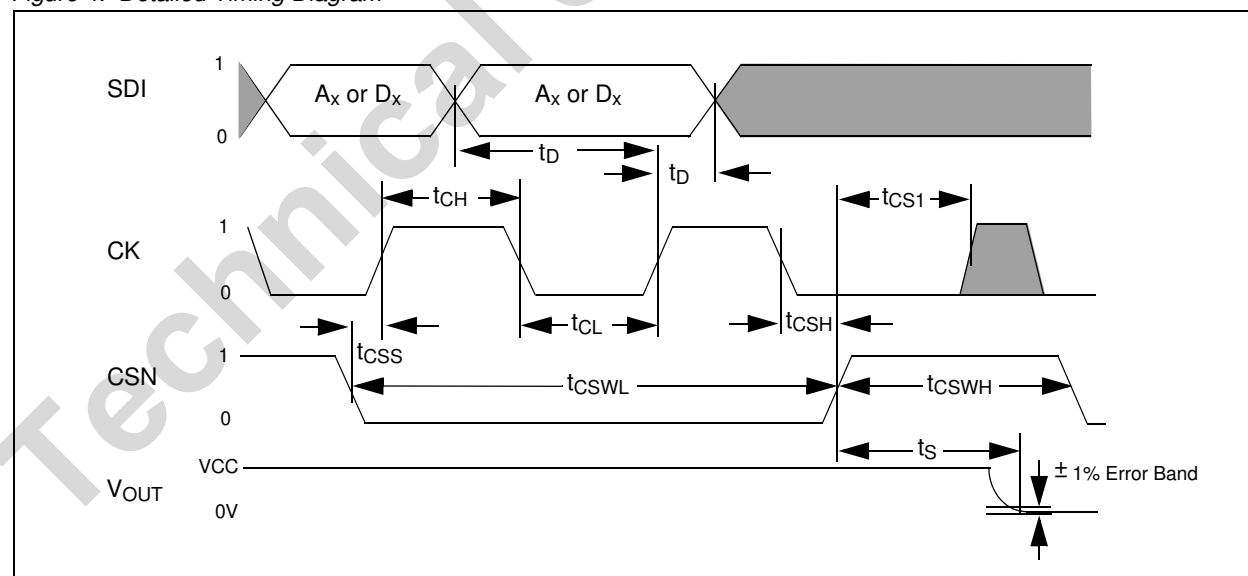 Figure 4. Detailed Timing Diagram
1
SDI
Ax or Dx
Ax or Dx
0
tD
tD
tCH
tCS1
1
CK
0
tCL
tCSH
tCSS
1
CSN
tCSWL
tCSWH
0
tS
VCC
± 1% Error Band
VOUT
0V
Technical